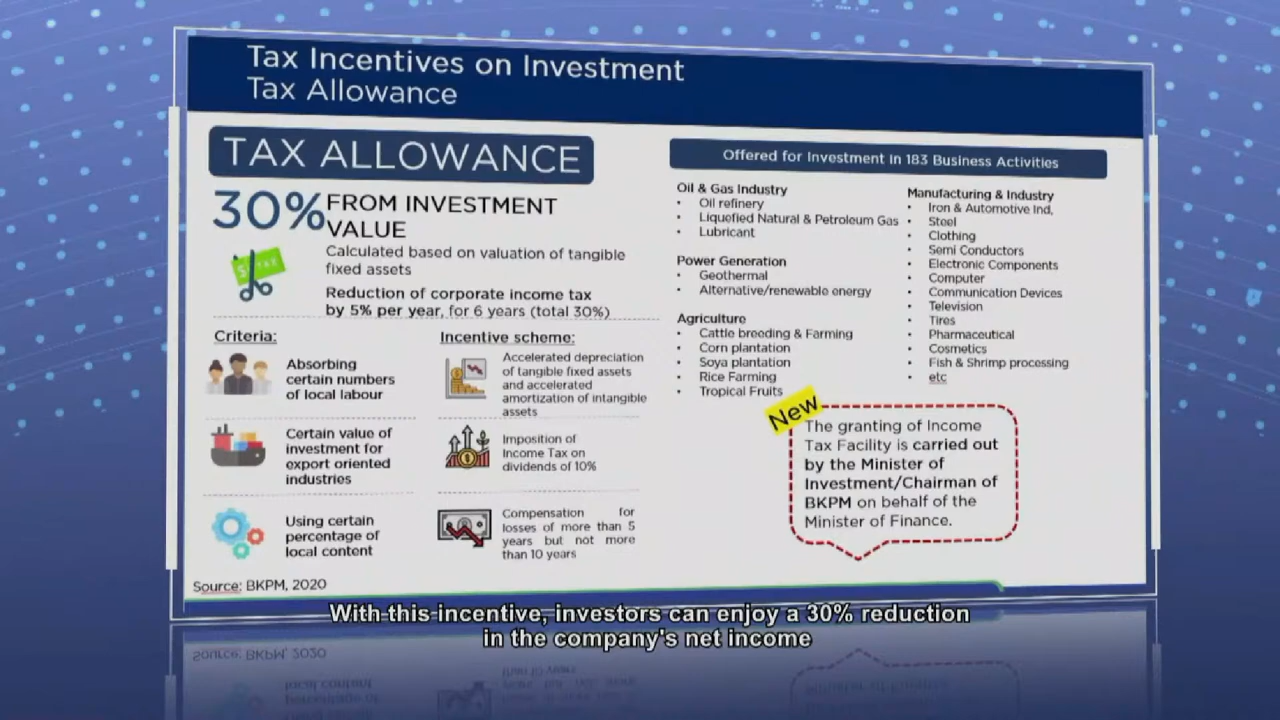 Tax Incentives on Investment
Tax Allowance
TAX ALLOWANCE
30% FROM INVESTMENT
VALUE
$ TAX
Calculated based on valuation of tangible
fixed assets
Reduction of corporate income tax
by 5% per year, for 6 years (total 30%)
Criteria:
Absorbing
certain numbers
of local labour
Certain value of
investment for
export oriented
industries
Using certain
percentage of
local content
Incentive scheme:
Accelerated depreciation
of tangible fixed assets
and accelerated
amortization of intangible
assets
Imposition of
Income Tax on
dividends of 10%
Compensation for
losses of more than 5
years but not more
than 10 years
Offered for Investment in 183 Business Activities
Oil & Gas Industry
• Oil refinery
• Liquefied Natural & Petroleum Gas
• Lubricant
Power Generation
• Geothermal
• Alternative/renewable energy
Agriculture
• Cattle breeding & Farming
• Corn plantation
• Soya plantation
• Rice Farming
• Tropical Fruits
Manufacturing & Industry
• Iron & Automotive Ind,
• Steel
• Clothing
• Semi Conductors
• Electronic Components
• Computer
• Communication Devices
• Television
• Tires
• Pharmaceutical
• Cosmetics
• Fish & Shrimp processing
• etc
New
The granting of Income
Tax Facility is carried out
by the Minister of
Investment/Chairman of
BKPM on behalf of the
Minister of Finance.
Source: BKPM, 2020
With this incentive, investors can enjoy a 30% reduction
in the company's net income